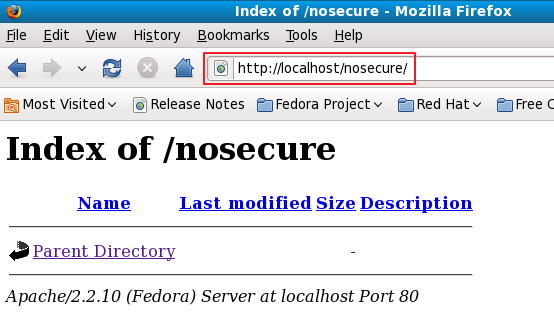 Index of /nosecure - Mozilla Firefox
File Edit View History Bookmarks Tools Help
http://localhost/nosecure/
Most Visited Release Notes Fedora Project Red Hat Free C
Index of /nosecure
Name Last modified Size Description
Parent Directory -
Apache/2.2.10 (Fedora) Server at localhost Port 80